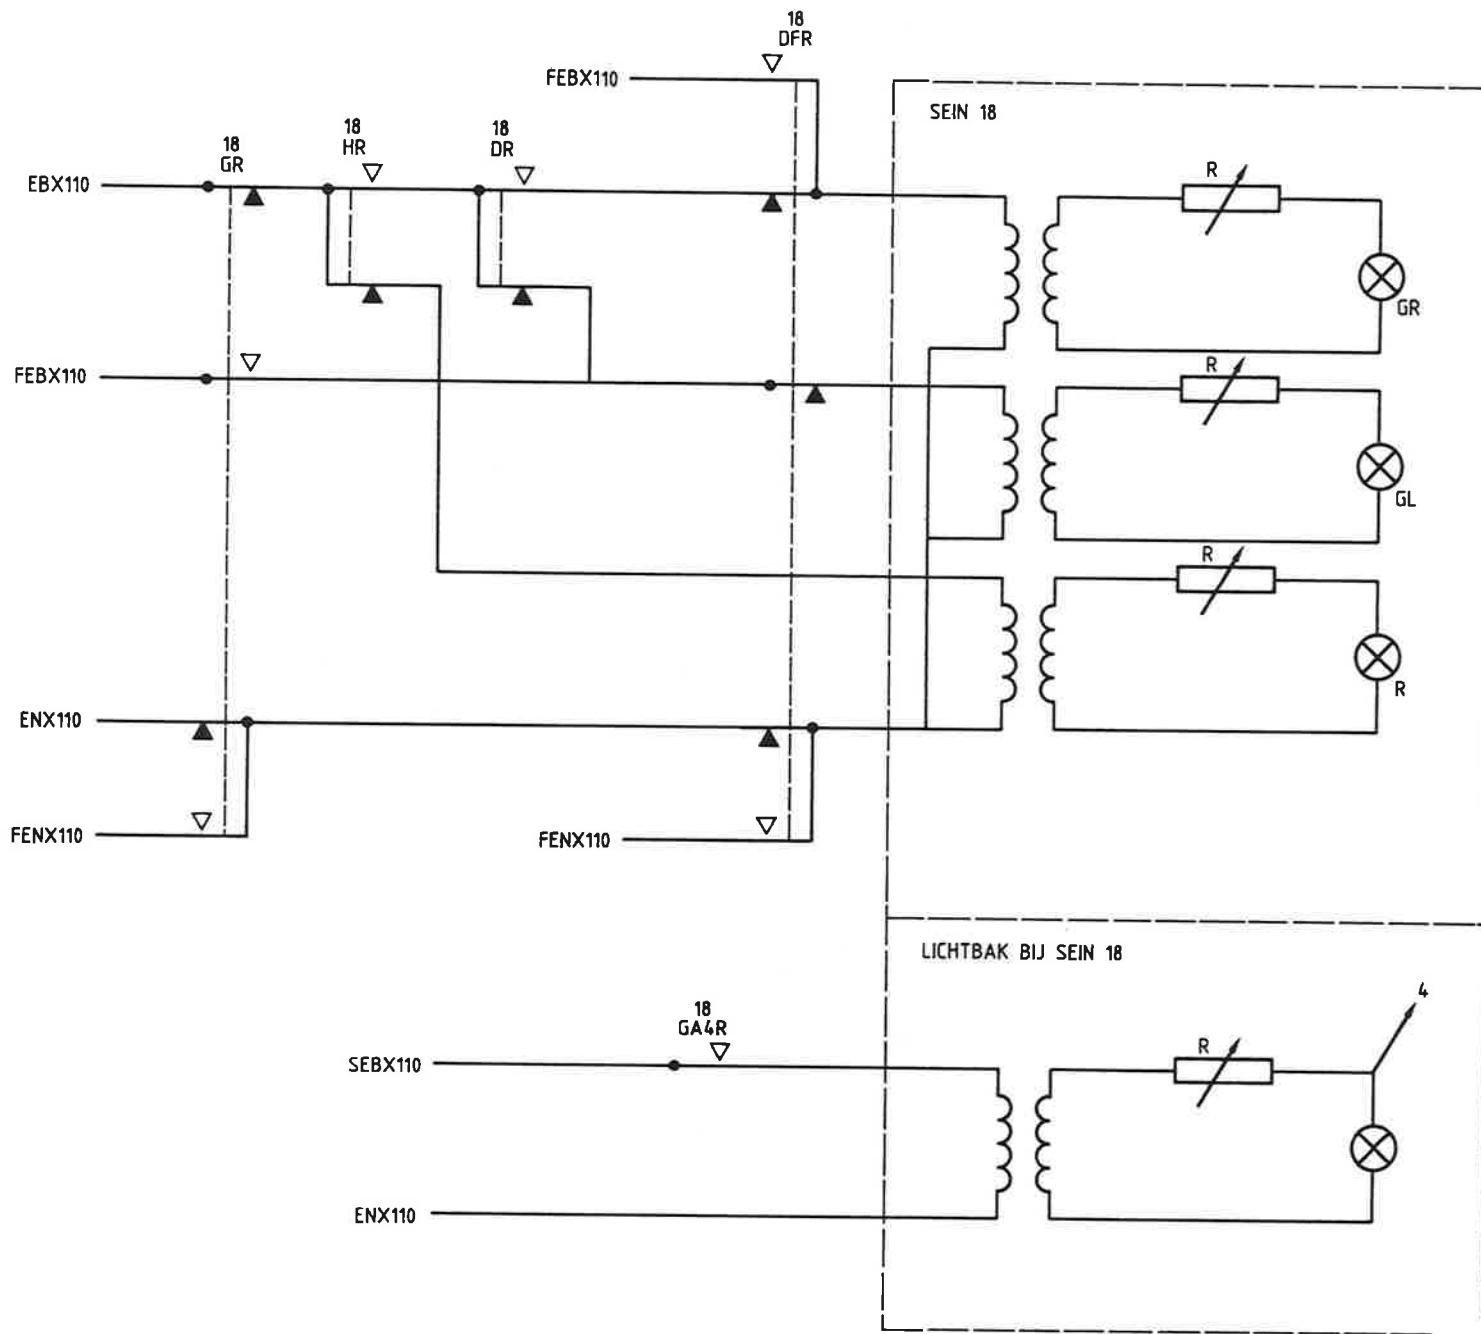 18
DFR
FEBX110
SEIN 18
18
GR
18
HR
18
DR
EBX110
R
GR
FEBX110
R
GL
R
R
ENX110
FENX110
FENX110
LICHTBAK BIJ SEIN 18
18
GA4R
4
SEBX110
R
ENX110